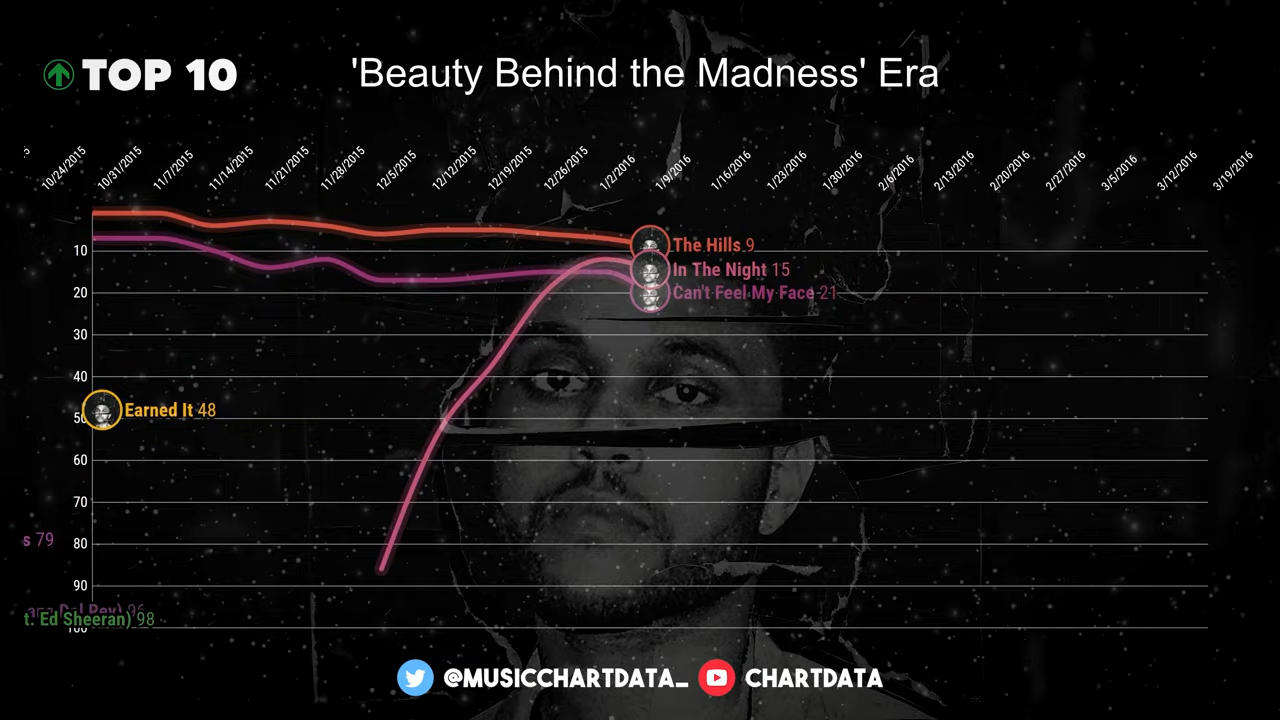 TOP 10
'Beauty Behind the Madness' Era
10/24/2015
10/31/2015
11/7/2015
11/14/2015
11/21/2015
11/28/2015
12/5/2015
12/12/2015
12/19/2015
12/26/2015
1/2/2016
1/9/2016
1/16/2016
1/23/2016
1/30/2016
2/6/2016
2/13/2016
2/20/2016
2/27/2016
3/5/2016
3/12/2016
3/19/2016
The Hills 9
10
In The Night 15
20
Can't Feel My Face 21
30
40
Earned It 48
50
60
70
s 79
80
90
ana Del Rey) 96
t. Ed Sheeran) 98
100
@MUSICCHARTDATA_
CHARTDATA